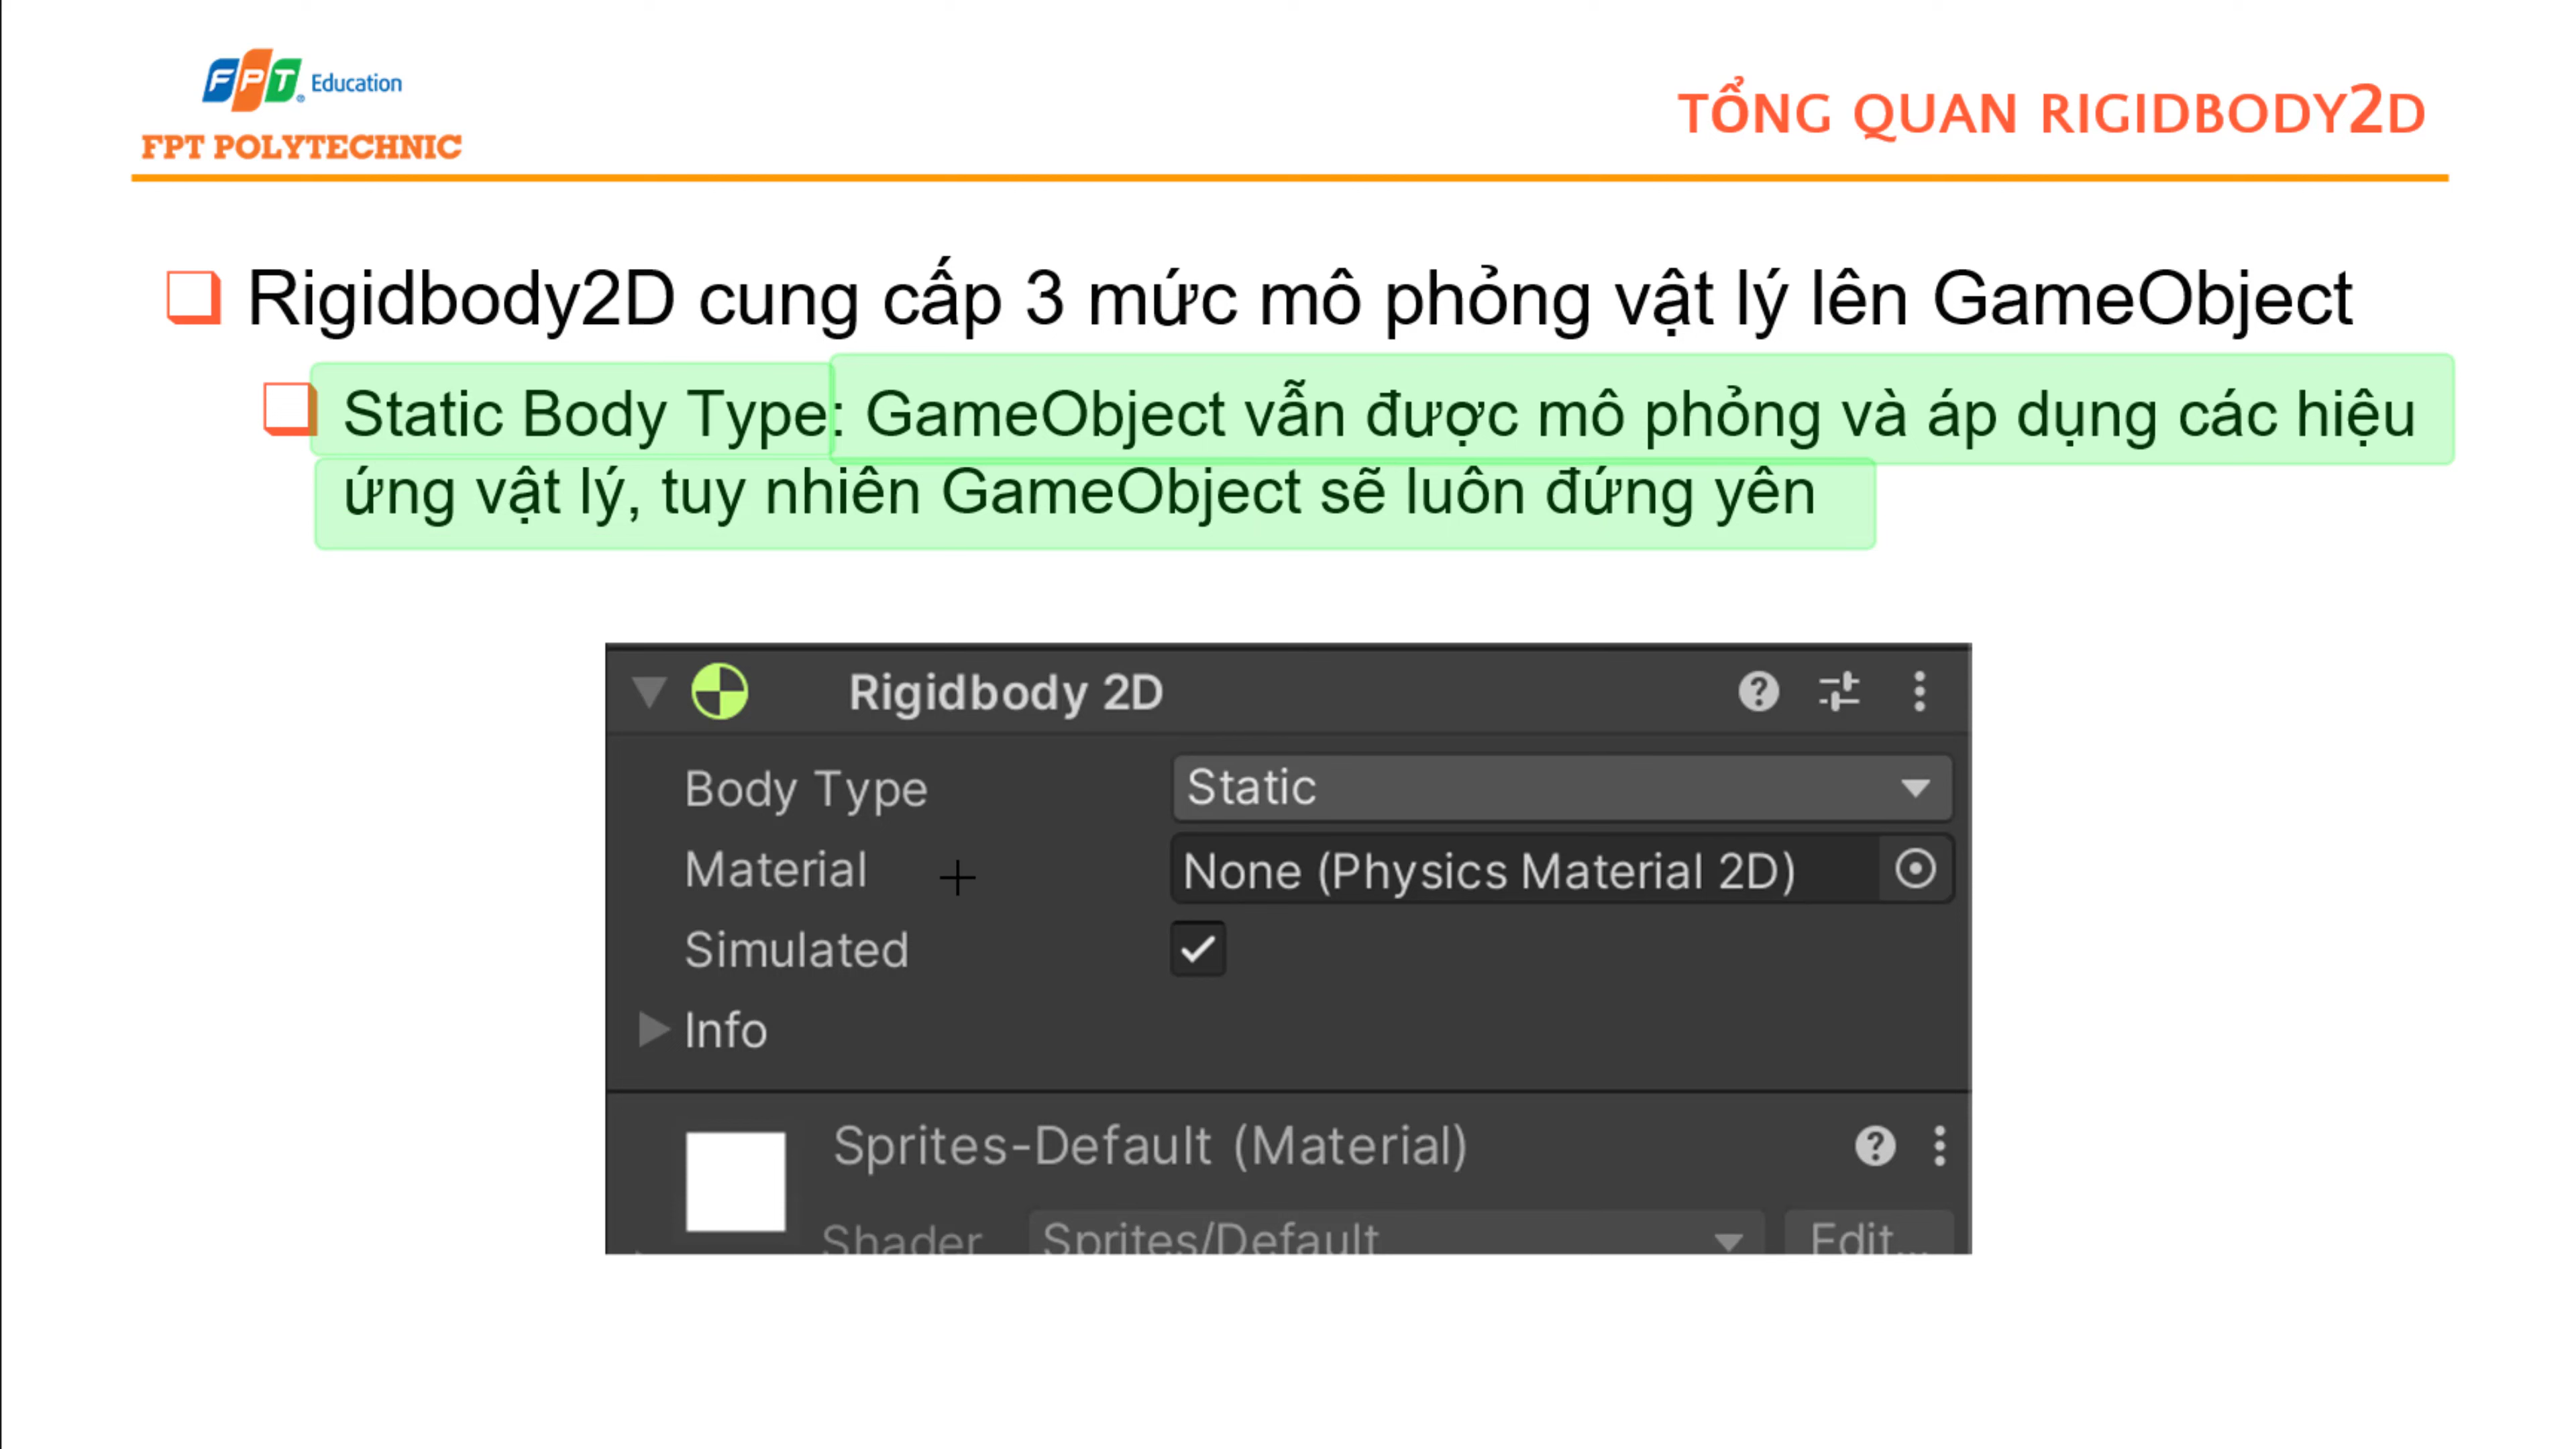 FPT Education
FPT POLYTECHNIC
TỔNG QUAN RIGIDBODY2D
Rigidbody2D cung cấp 3 mức mô phỏng vật lý lên GameObject
Static Body Type: GameObject vẫn được mô phỏng và áp dụng các hiệu
ứng vật lý, tuy nhiên GameObject sẽ luôn đứng yên
Rigidbody 2D
Body Type Static
Material None (Physics Material 2D)
Simulated
Info
Sprites-Default (Material)
Shader Sprites/Default Edit...